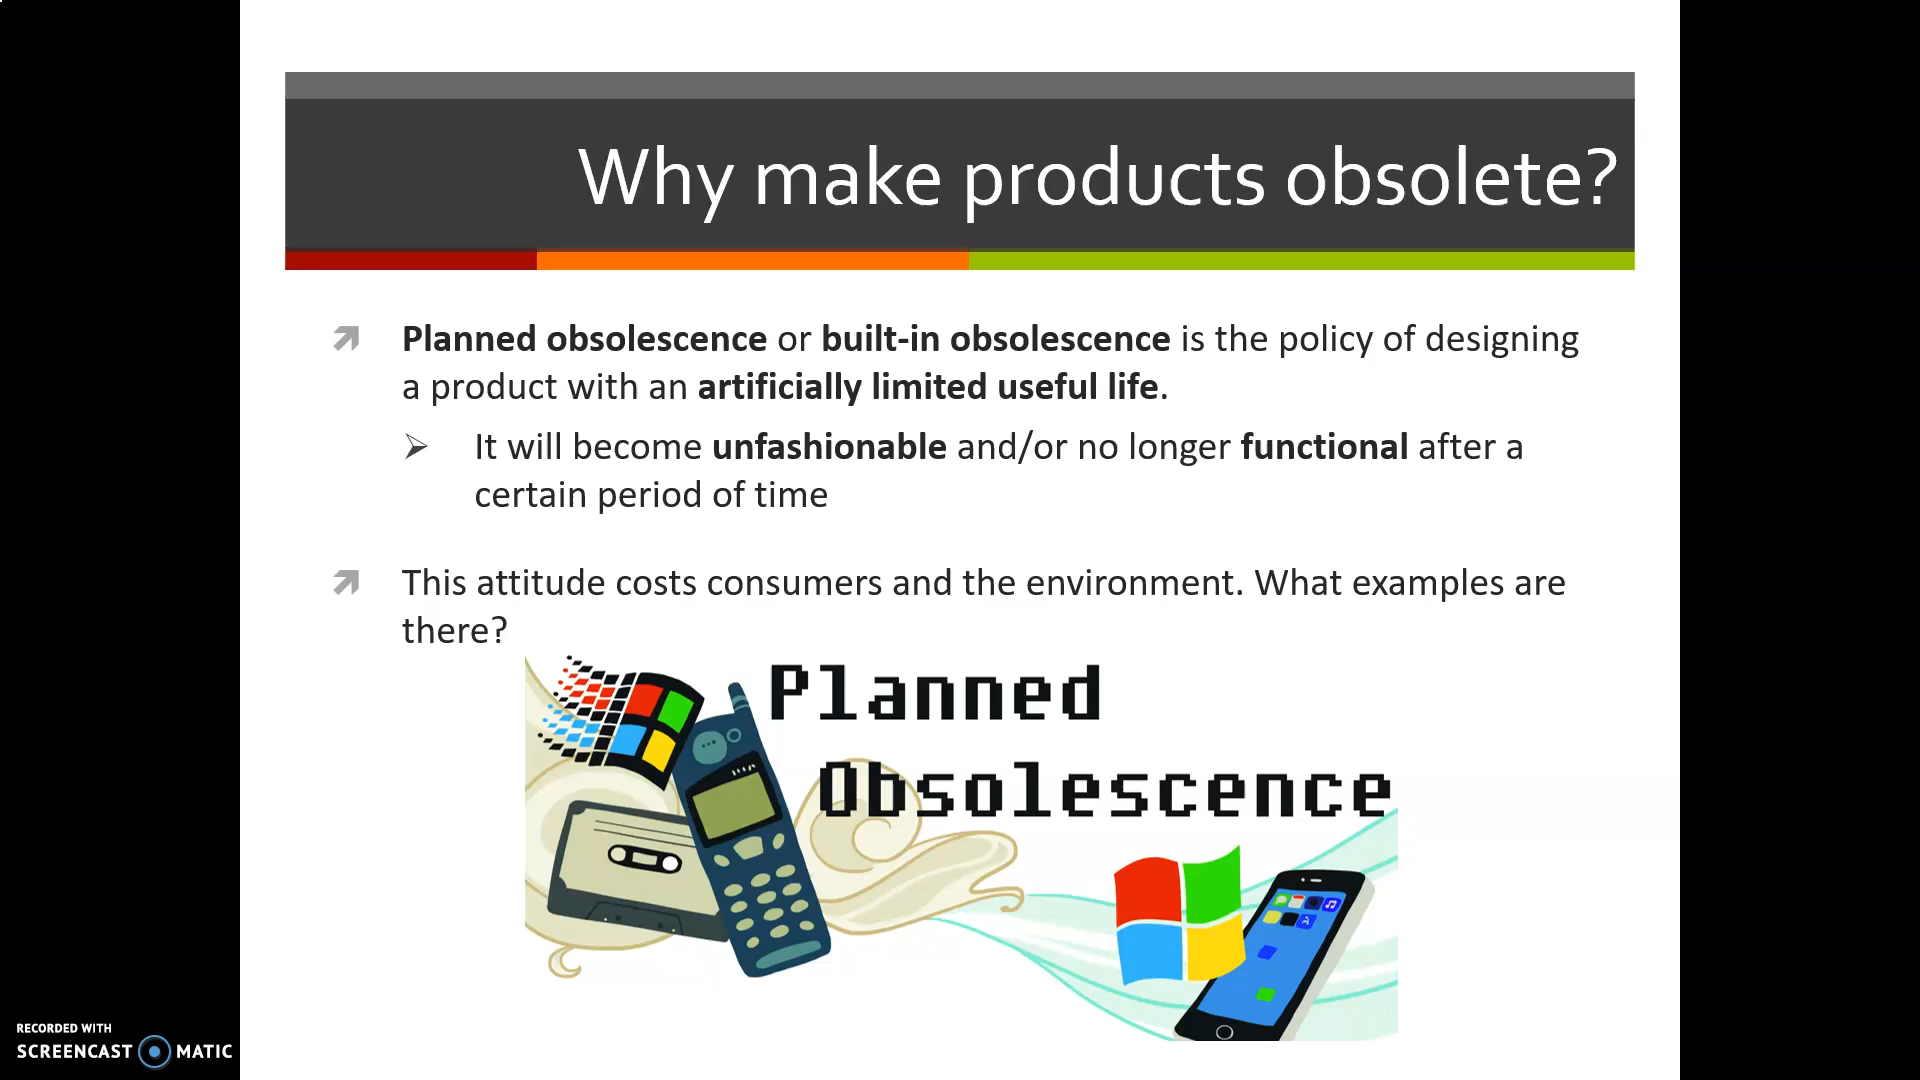 Why make products obsolete?
Planned obsolescence or built-in obsolescence is the policy of designing
a product with an artificially limited useful life.
It will become unfashionable and/or no longer functional after a
certain period of time
This attitude costs consumers and the environment. What examples are
there?
Planned
Obsolescence
RECORDED WITH
SCREENCAST MATIC